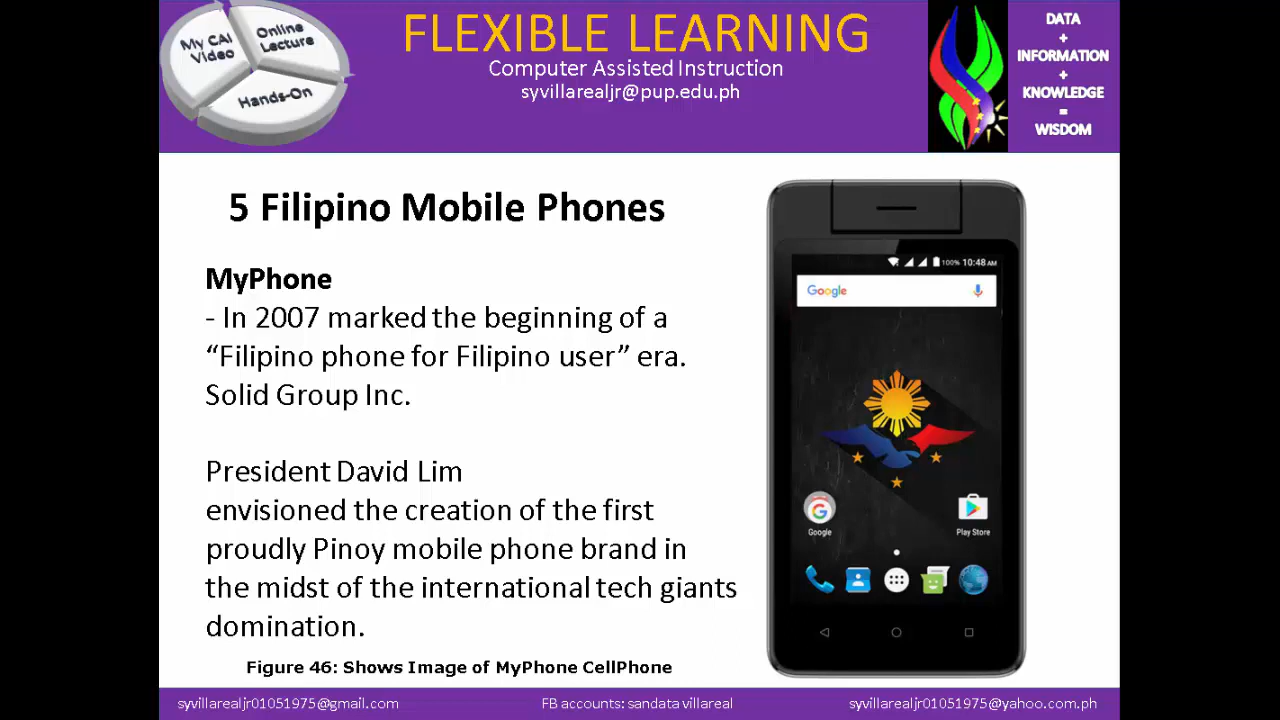 My CAI
Video
Online
Lecture
Hands-On
FLEXIBLE LEARNING
Computer Assisted Instruction
syvillarealjr@pup.edu.ph
DATA
+
INFORMATION
+
KNOWLEDGE
=
WISDOM
5 Filipino Mobile Phones
MyPhone
- In 2007 marked the beginning of a
“Filipino phone for Filipino user” era.
Solid Group Inc.
President David Lim
envisioned the creation of the first
proudly Pinoy mobile phone brand in
the midst of the international tech giants
domination.
Figure 46: Shows Image of MyPhone CellPhone
100% 10:48 AM
Google
Google
Play Store
syvillarealjr01051975@gmail.com
FB accounts: sandata villareal
syvillarealjr01051975@yahoo.com.ph